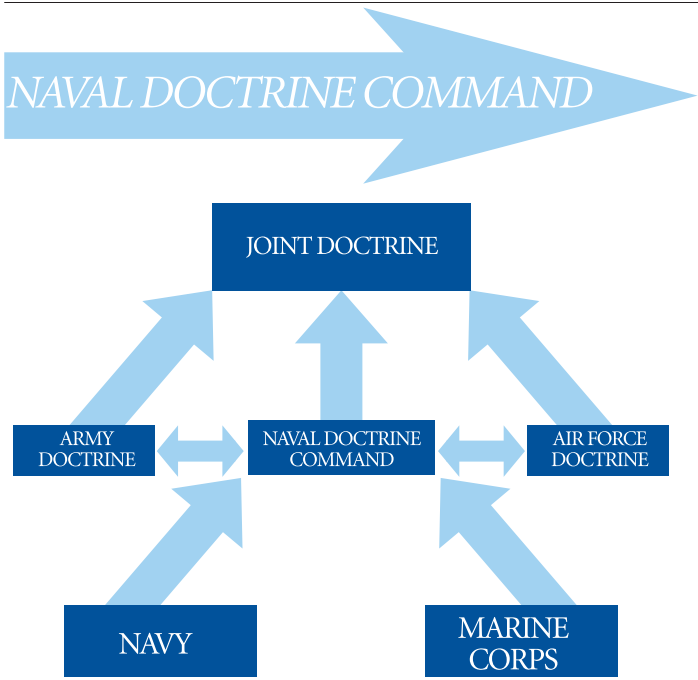 NAVAL DOCTRINE COMMAND
JOINT DOCTRINE
ARMY
DOCTRINE
NAVAL DOCTRINE
COMMAND
AIR FORCE
DOCTRINE
NAVY
MARINE
CORPS